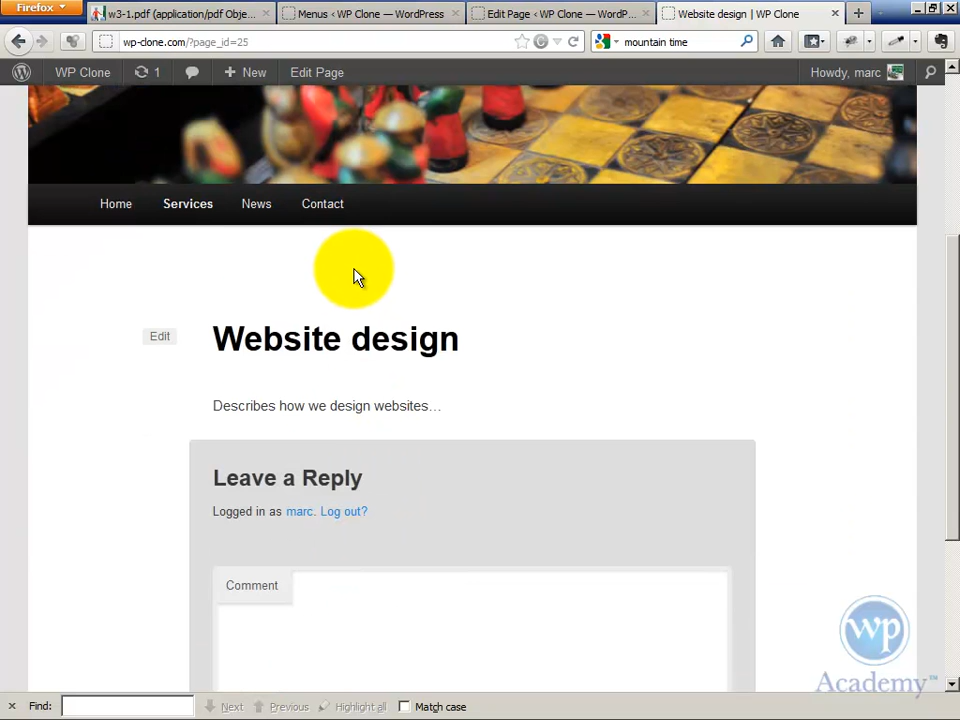 Firefox
w3-1.pdf (application/pdf Obje...
Menus ‹ WP Clone — WordPress
Edit Page ‹ WP Clone — WordP...
Website design | WP Clone
wp-clone.com/?page_id=25
mountain time
WP Clone
1
New
Edit Page
Howdy, marc
Home
Services
News
Contact
Edit
Website design
Describes how we design websites…
Leave a Reply
Logged in as marc. Log out?
Comment
wp
Academy™
Find:
Next
Previous
Highlight all
Match case